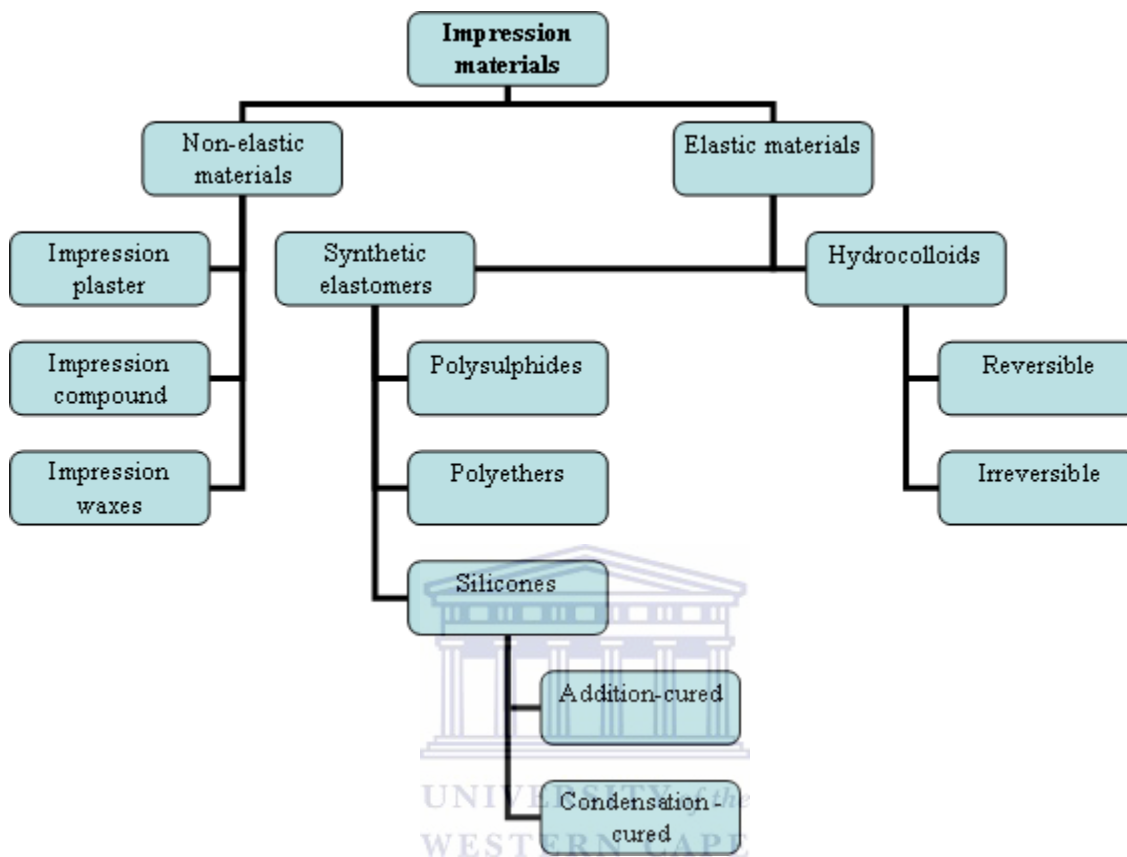 Impression
materials
Non-elastic
materials
Elastic materials
Impression
plaster
Synthetic
elastomers
Hydrocolloids
Impression
compound
Polysulphides
Reversible
Impression
waxes
Polyethers
Irreversible
Silicones
Addition-cured
Condensation-
cured
UNIVERSITY of the
WESTERN CAPE